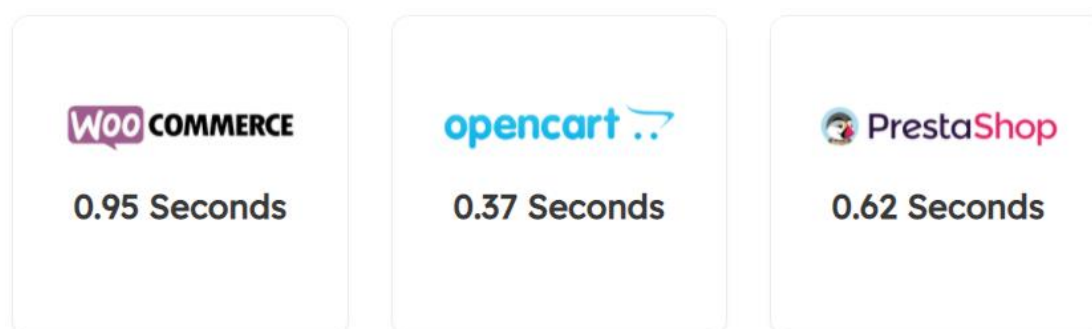 WOO COMMERCE
0.95 Seconds
opencart
0.37 Seconds
PrestaShop
0.62 Seconds